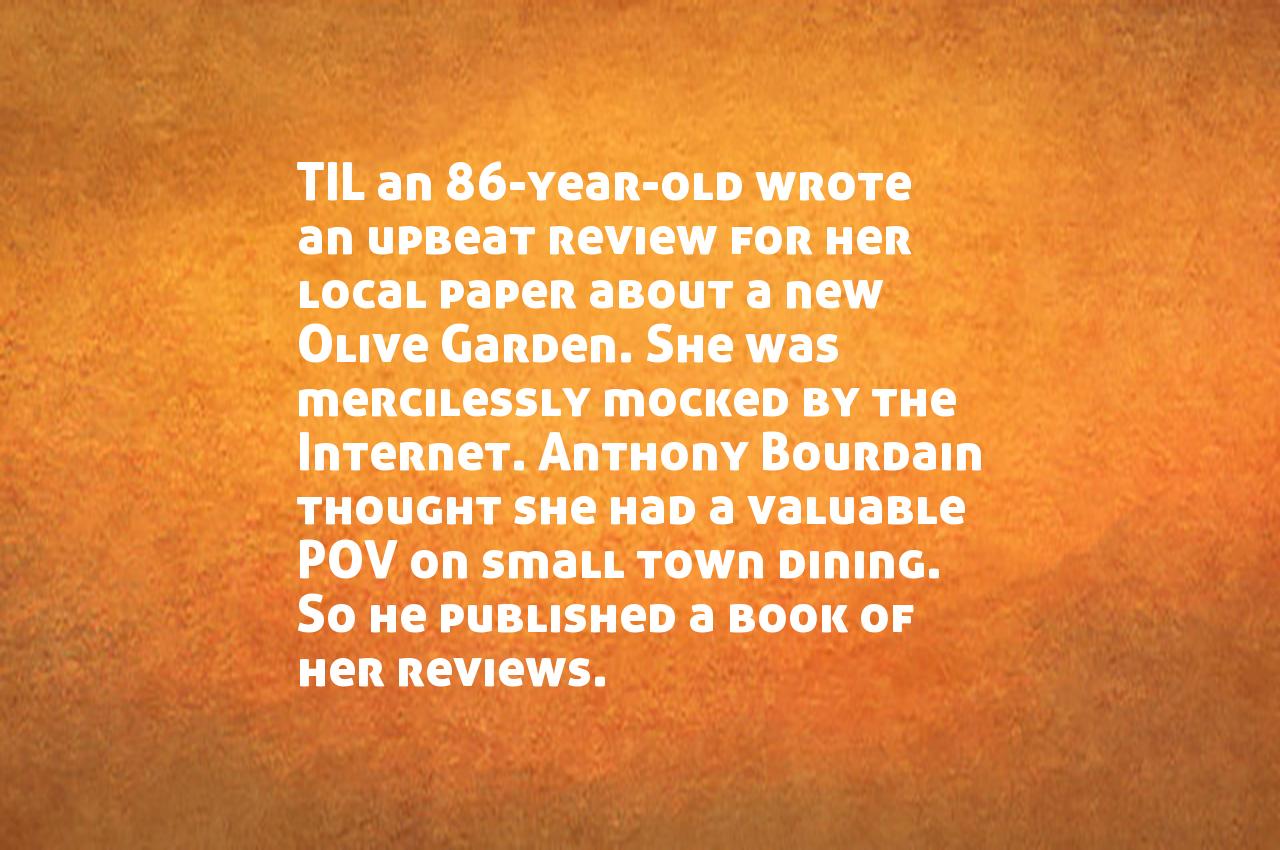 TIL an 86-year-old wrote
an upbeat review for her
local paper about a new
Olive Garden. She was
mercilessly mocked by the
Internet. Anthony Bourdain
thought she had a valuable
POV on small town dining.
So he published a book of
her reviews.